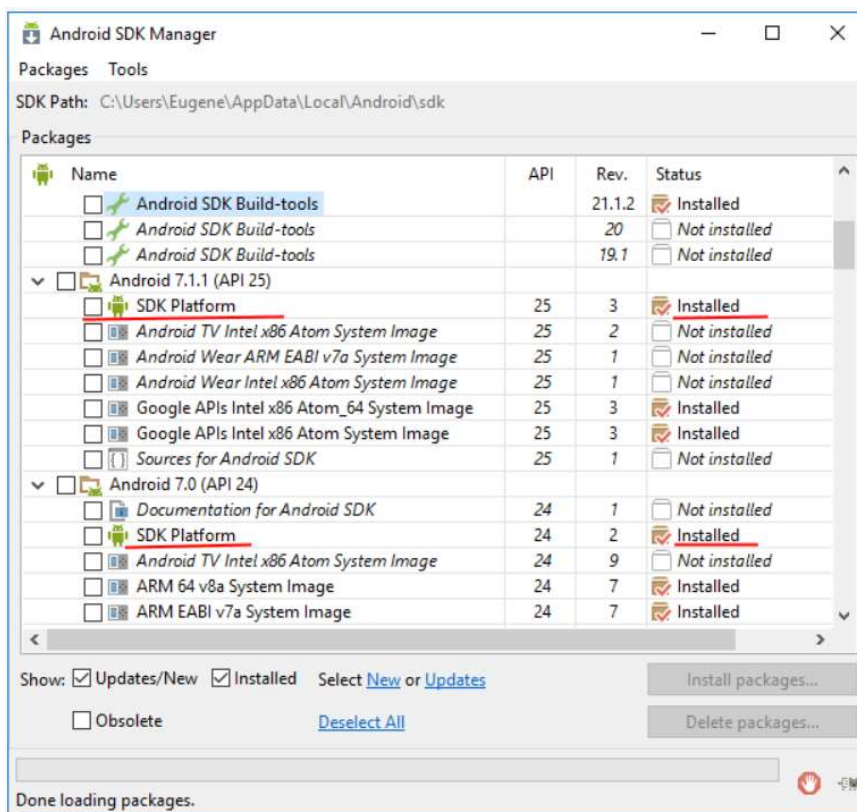 Android SDK Manager
Packages Tools
SDK Path: C:\Users\Eugene\AppData\Local\Android\sdk
Packages
Name API Rev. Status
Android SDK Build-tools 21.1.2 Installed
Android SDK Build-tools 20 Not installed
Android SDK Build-tools 19.1 Not installed
Android 7.1.1 (API 25)
SDK Platform 25 3 Installed
Android TV Intel x86 Atom System Image 25 2 Not installed
Android Wear ARM EABI v7a System Image 25 1 Not installed
Android Wear Intel x86 Atom System Image 25 1 Not installed
Google APIs Intel x86 Atom_64 System Image 25 3 Installed
Google APIs Intel x86 Atom System Image 25 3 Installed
Sources for Android SDK 25 1 Not installed
Android 7.0 (API 24)
Documentation for Android SDK 24 1 Not installed
SDK Platform 24 2 Installed
Android TV Intel x86 Atom System Image 24 9 Not installed
ARM 64 v8a System Image 24 7 Installed
ARM EABI v7a System Image 24 7 Installed
Show: Updates/New Installed Select New or Updates Install packages...
Obsolete Deselect All Delete packages...
Done loading packages.